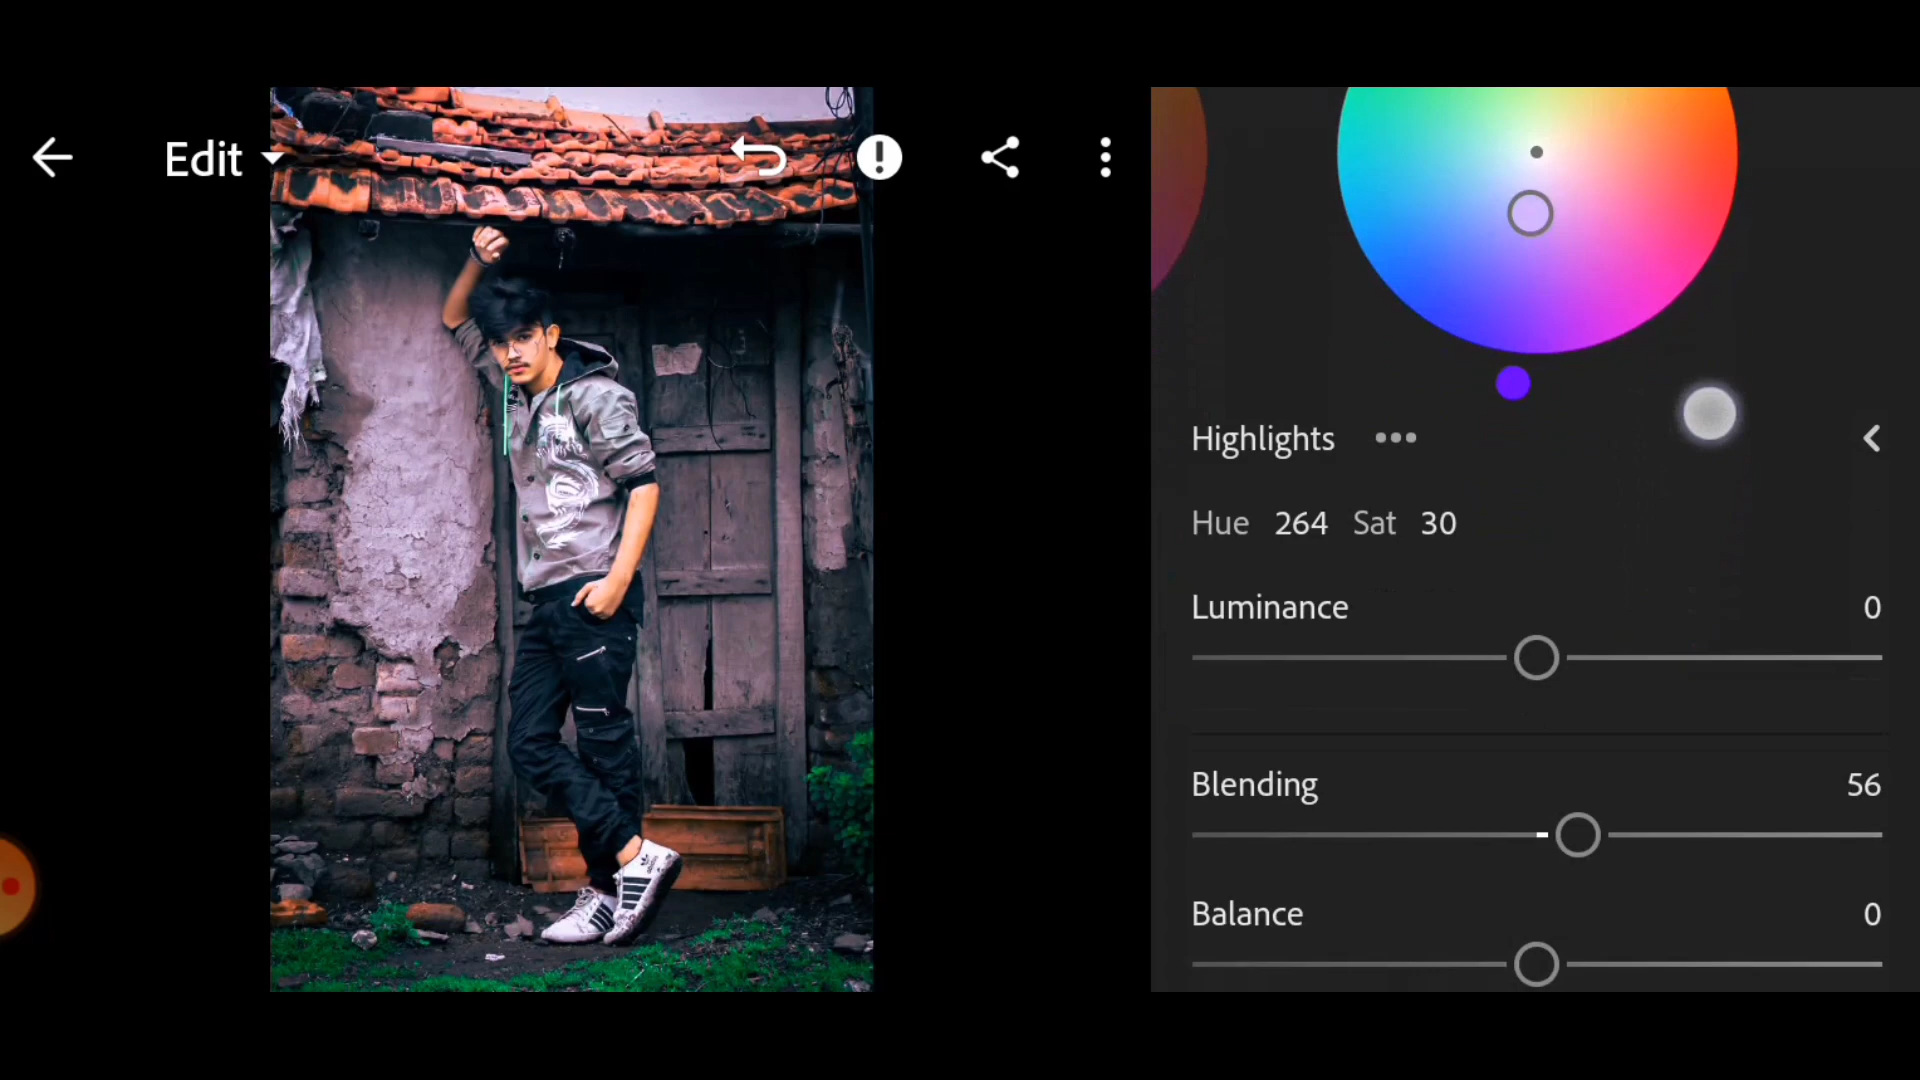 Edit
Highlights
Hue 264 Sat 30
Luminance 0
Blending 56
Balance 0